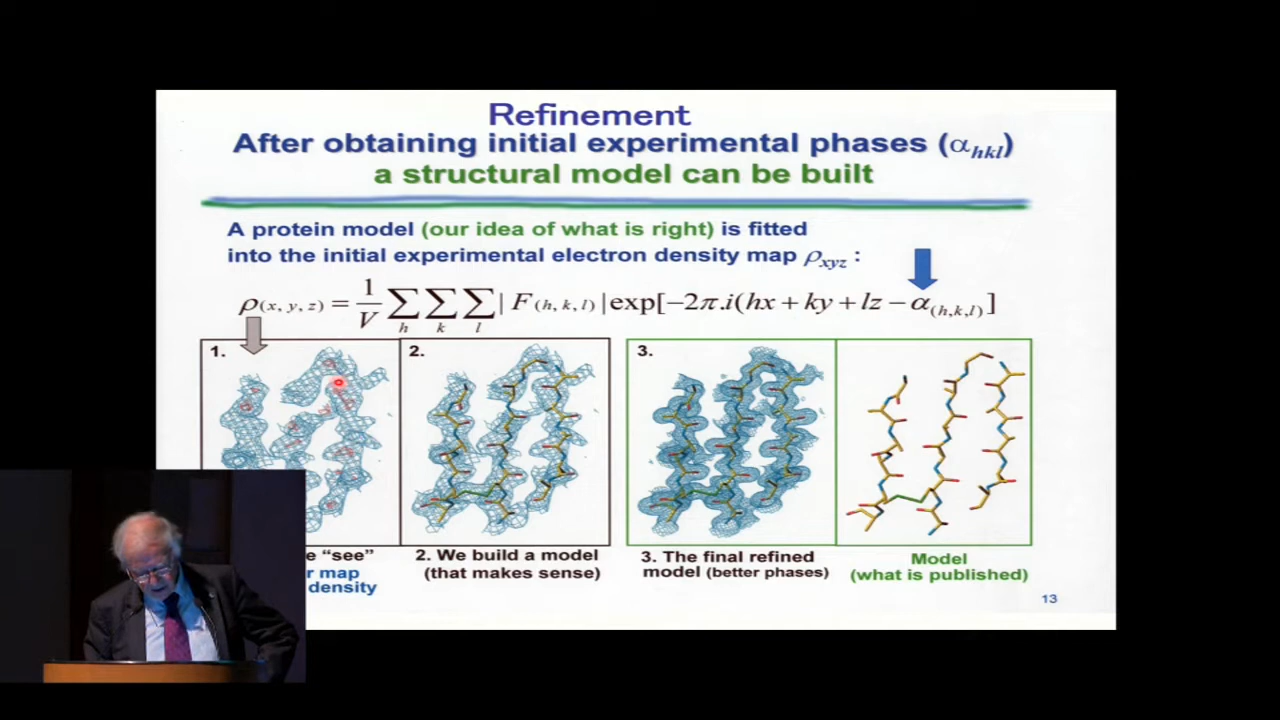 Refinement
After obtaining initial experimental phases (αhkl)
a structural model can be built
A protein model (our idea of what is right) is fitted
into the initial experimental electron density map ρxyz :
ρ(x, y, z) = 1/V ∑h ∑k ∑l | F(h, k, l) | exp[−2π.i(hx + ky + lz − α(h,k,l)]
1.
2.
3.
"see"
map
density
2. We build a model
(that makes sense)
3. The final refined
model (better phases)
Model
(what is published)
13